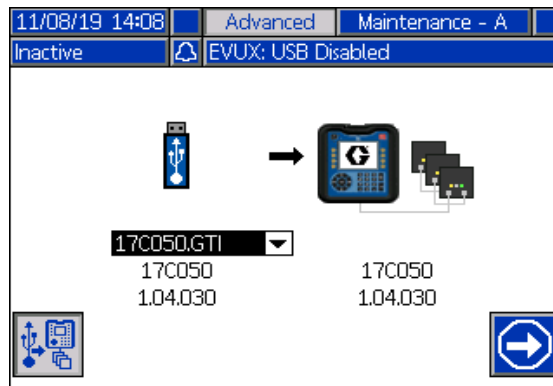 11/08/19 14:08 Advanced Maintenance - A
Inactive EVUX: USB Disabled
G
17C050.GTI
17C050 17C050
1.04.030 1.04.030